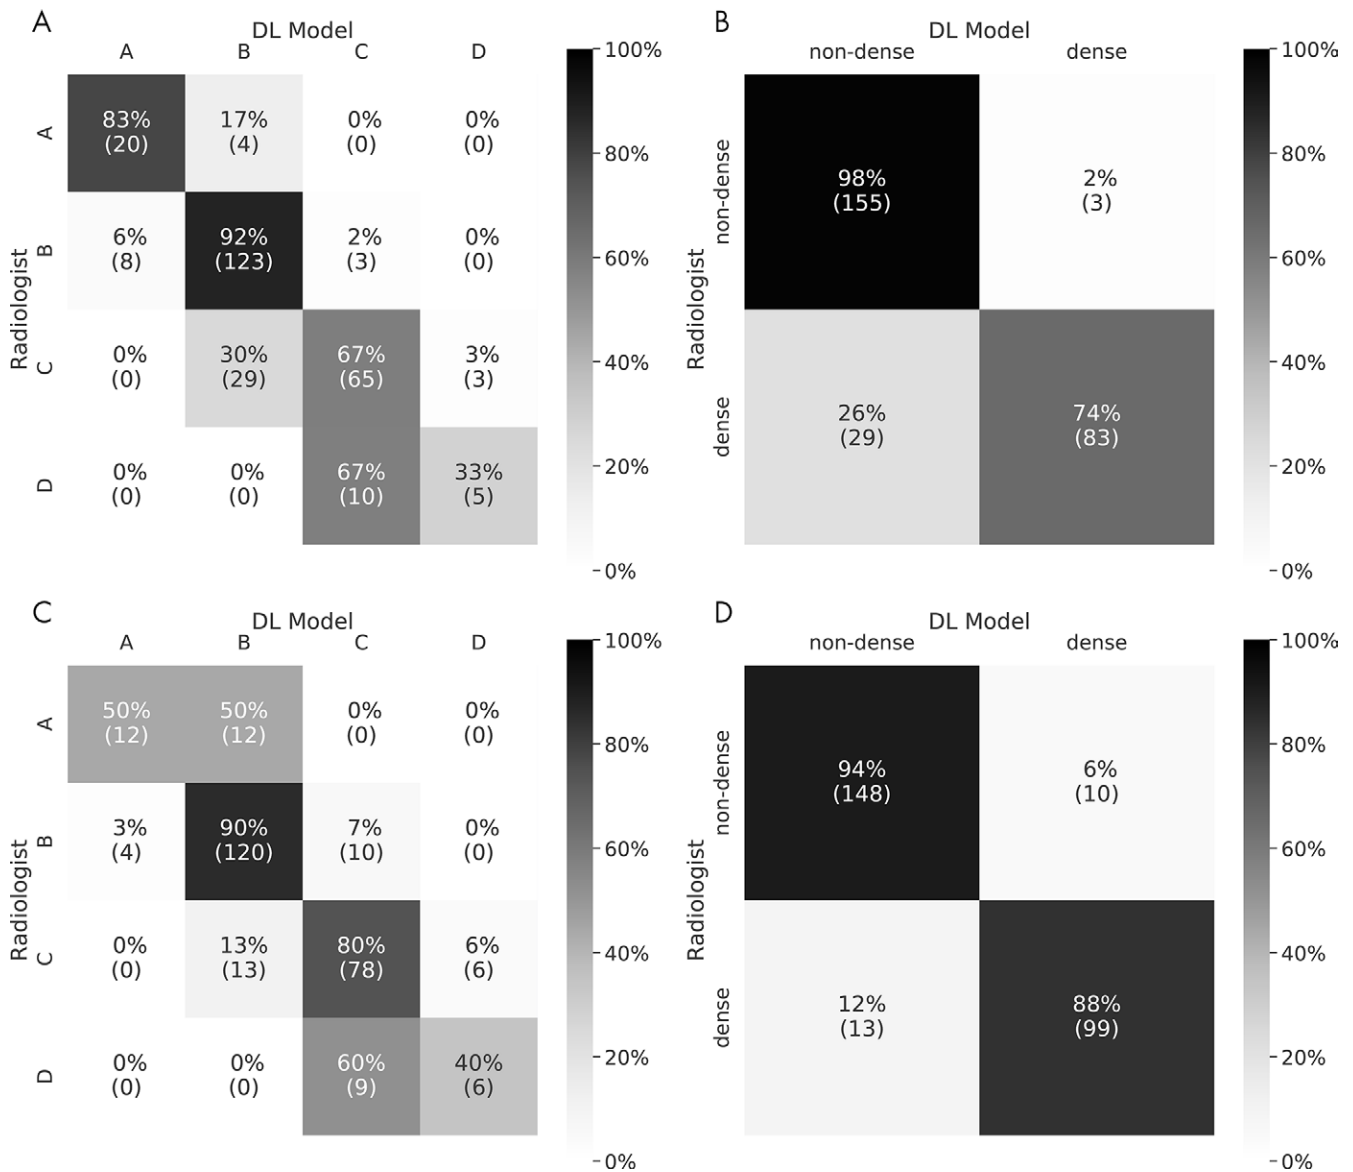 A
DL Model
A B C D
Radiologist
A
83% 17% 0% 0%
(20) (4) (0) (0)
B
6% 92% 2% 0%
(8) (123) (3) (0)
C
0% 30% 67% 3%
(0) (29) (65) (3)
D
0% 0% 67% 33%
(0) (0) (10) (5)
100%
80%
60%
40%
20%
0%
B
DL Model
non-dense dense
Radiologist
non-dense
98% 2%
(155) (3)
dense
26% 74%
(29) (83)
100%
80%
60%
40%
20%
0%
C
DL Model
A B C D
Radiologist
A
50% 50% 0% 0%
(12) (12) (0) (0)
B
3% 90% 7% 0%
(4) (120) (10) (0)
C
0% 13% 80% 6%
(0) (13) (78) (6)
D
0% 0% 60% 40%
(0) (0) (9) (6)
100%
80%
60%
40%
20%
0%
D
DL Model
non-dense dense
Radiologist
non-dense
94% 6%
(148) (10)
dense
12% 88%
(13) (99)
100%
80%
60%
40%
20%
0%